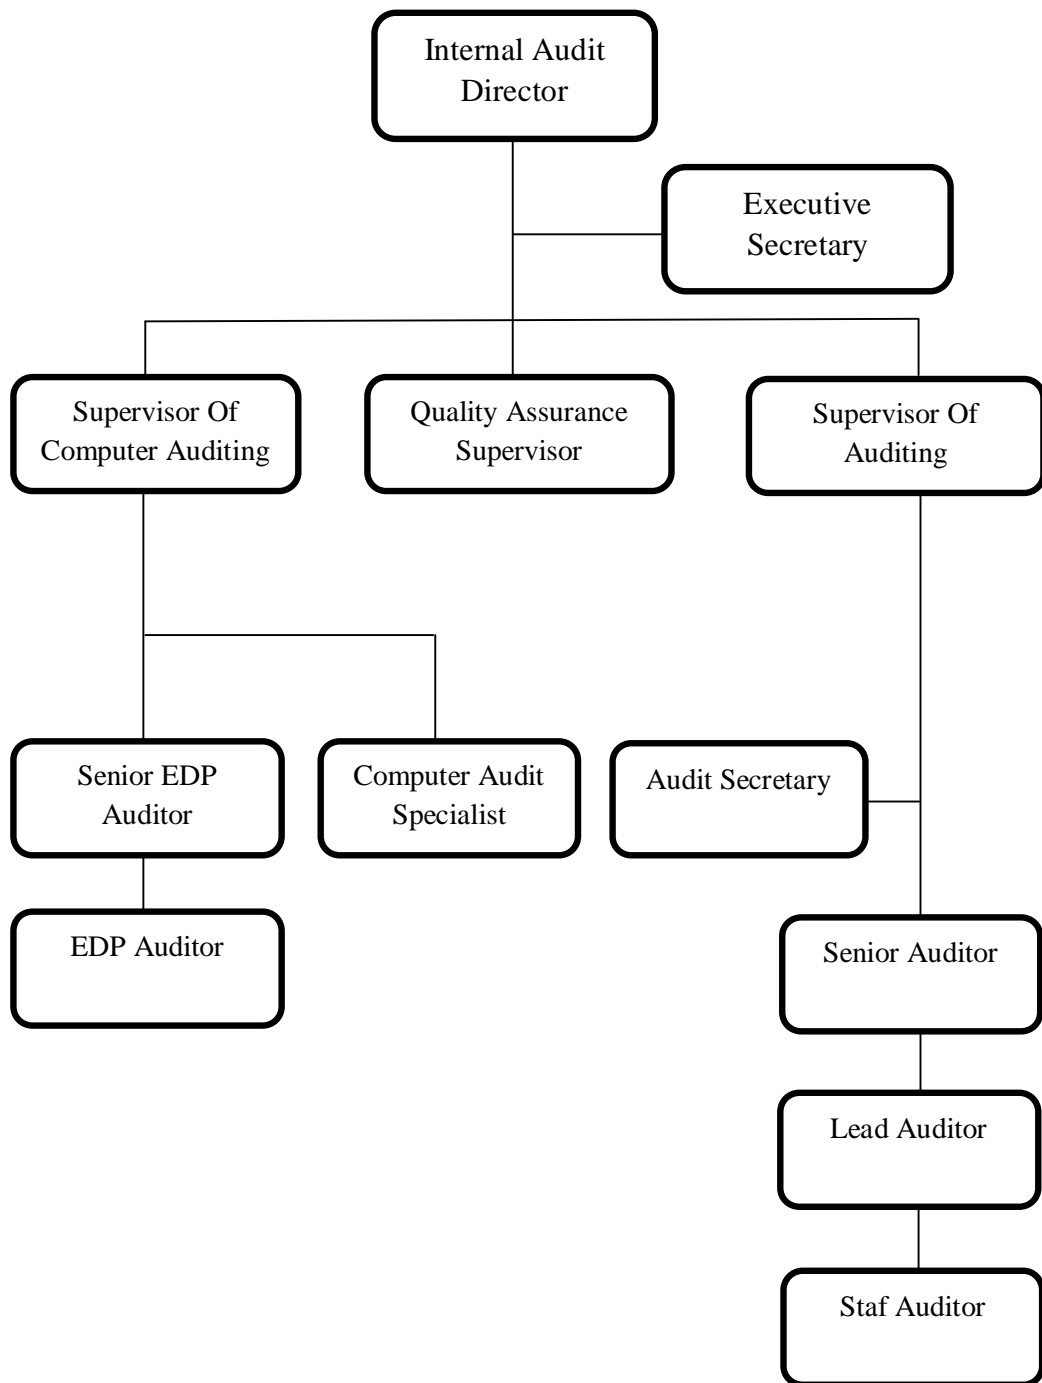 Internal Audit
Director
Executive
Secretary
Supervisor Of
Computer Auditing
Quality Assurance
Supervisor
Supervisor Of
Auditing
Senior EDP
Auditor
Computer Audit
Specialist
Audit Secretary
EDP Auditor
Senior Auditor
Lead Auditor
Staf Auditor